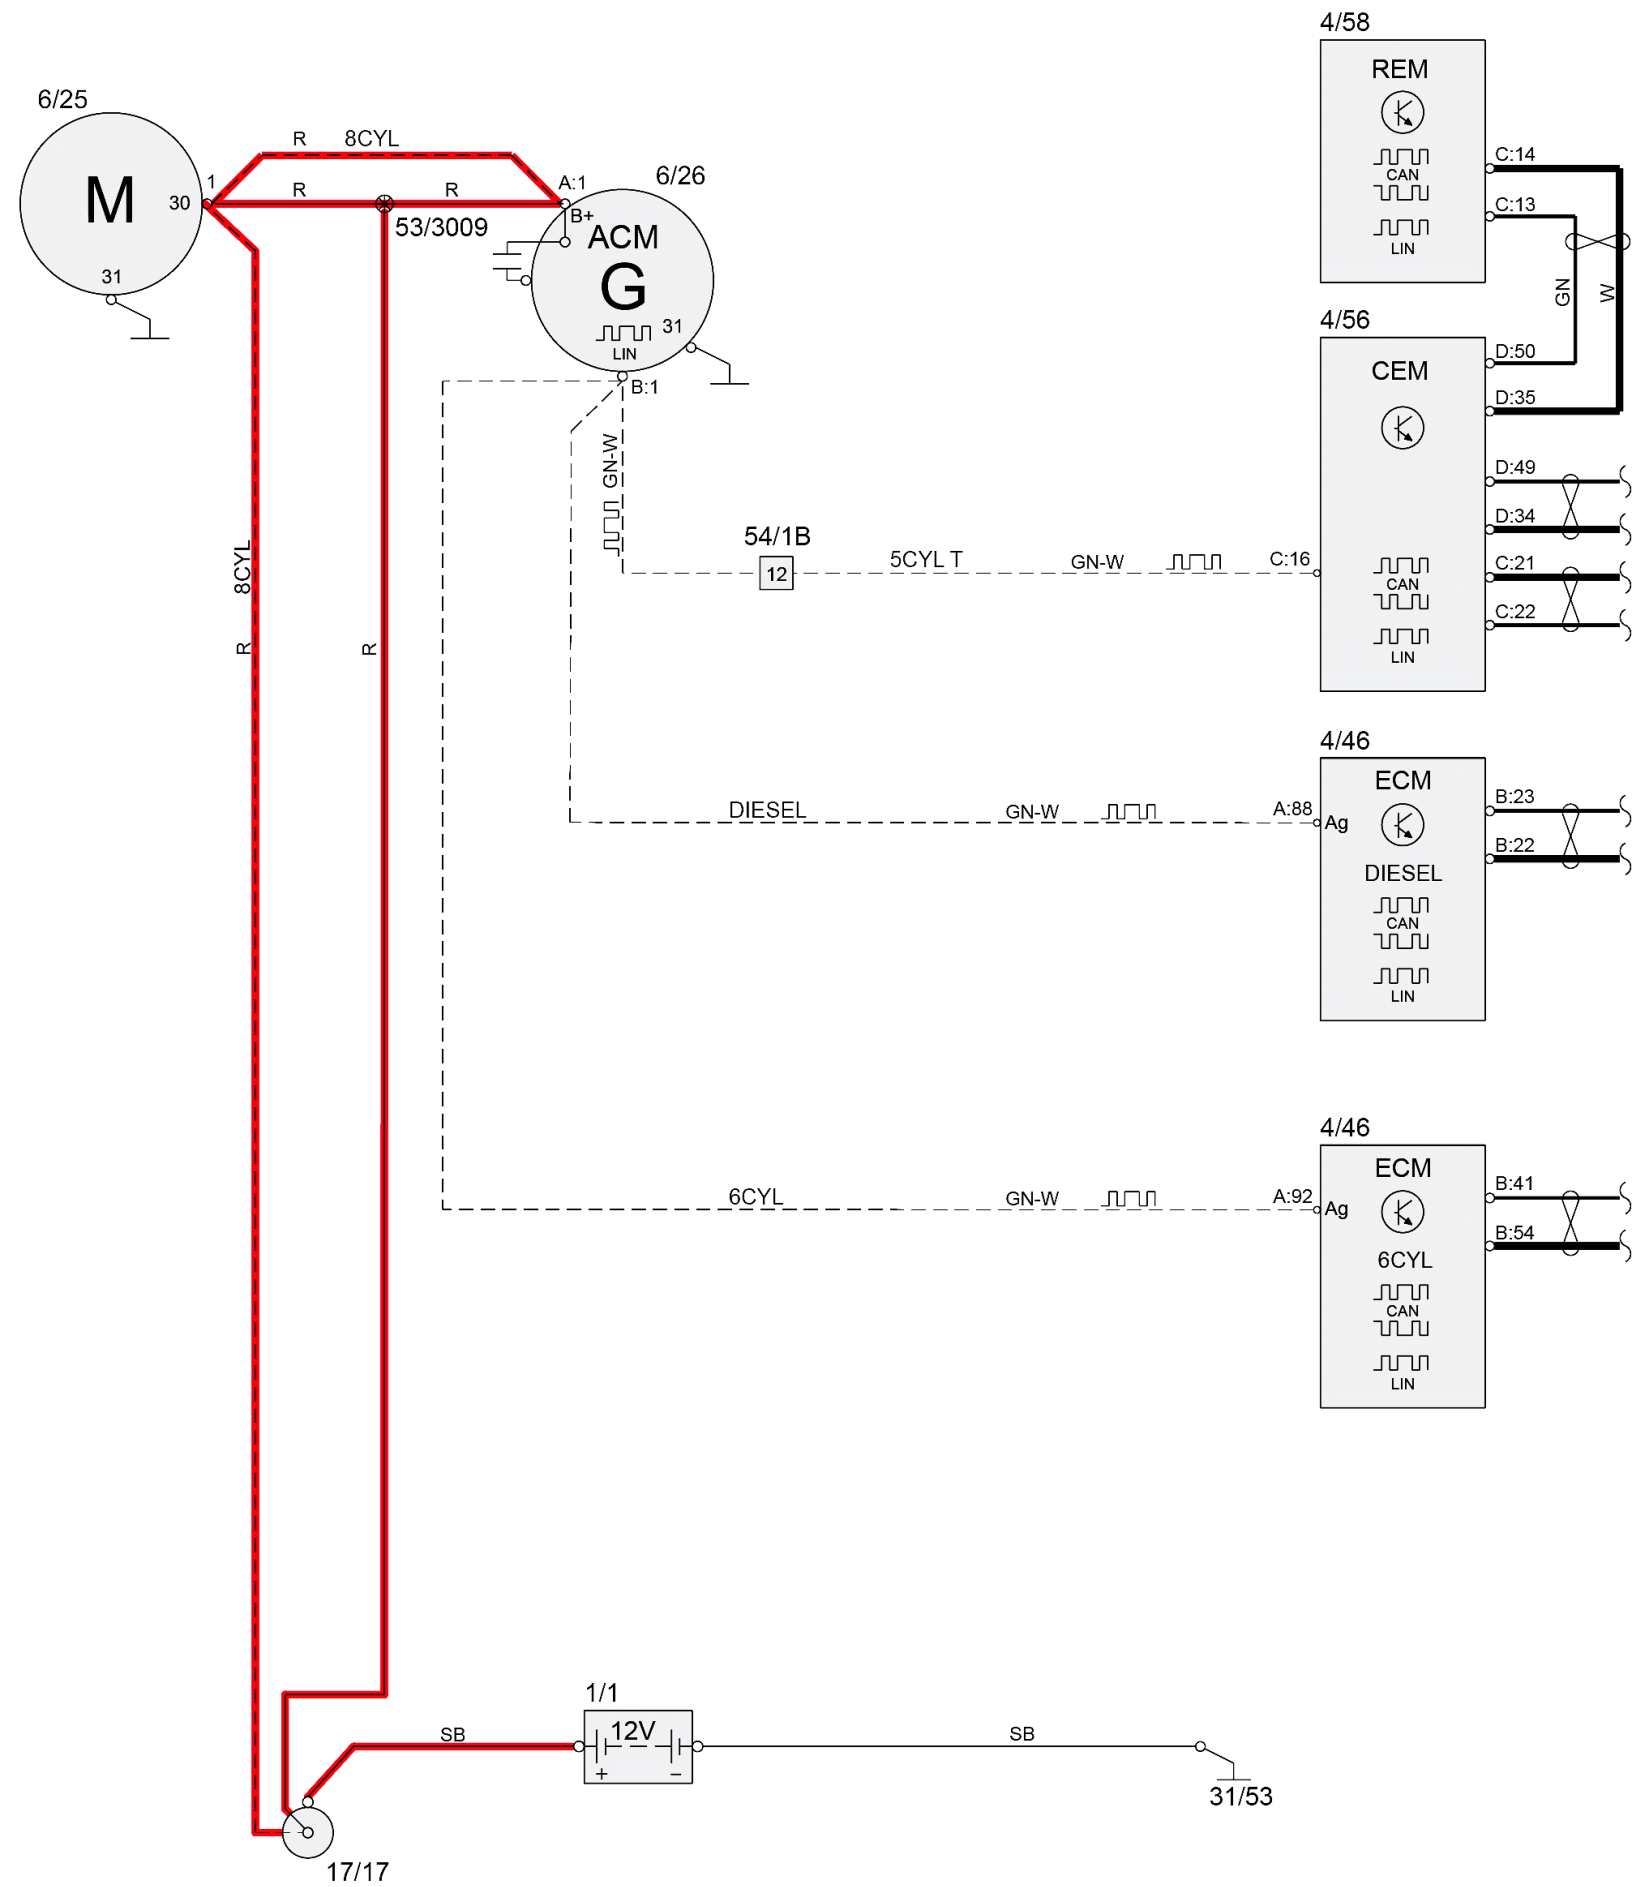 4/58
REM
CAN
LIN
C:14
C:13
GN
W
6/25
M
1
30
31
R
8CYL
R
R
53/3009
A:1
B+
6/26
ACM
G
LIN
31
B:1
4/56
CEM
CAN
LIN
D:50
D:35
D:49
D:34
C:21
C:22
GN-W
54/1B
12
5CYL T
GN-W
C:16
8CYL
R
R
4/46
ECM
DIESEL
CAN
LIN
B:23
B:22
DIESEL
GN-W
A:88
Ag
4/46
ECM
6CYL
CAN
LIN
B:41
B:54
6CYL
GN-W
A:92
Ag
1/1
12V
+
−
SB
SB
31/53
17/17